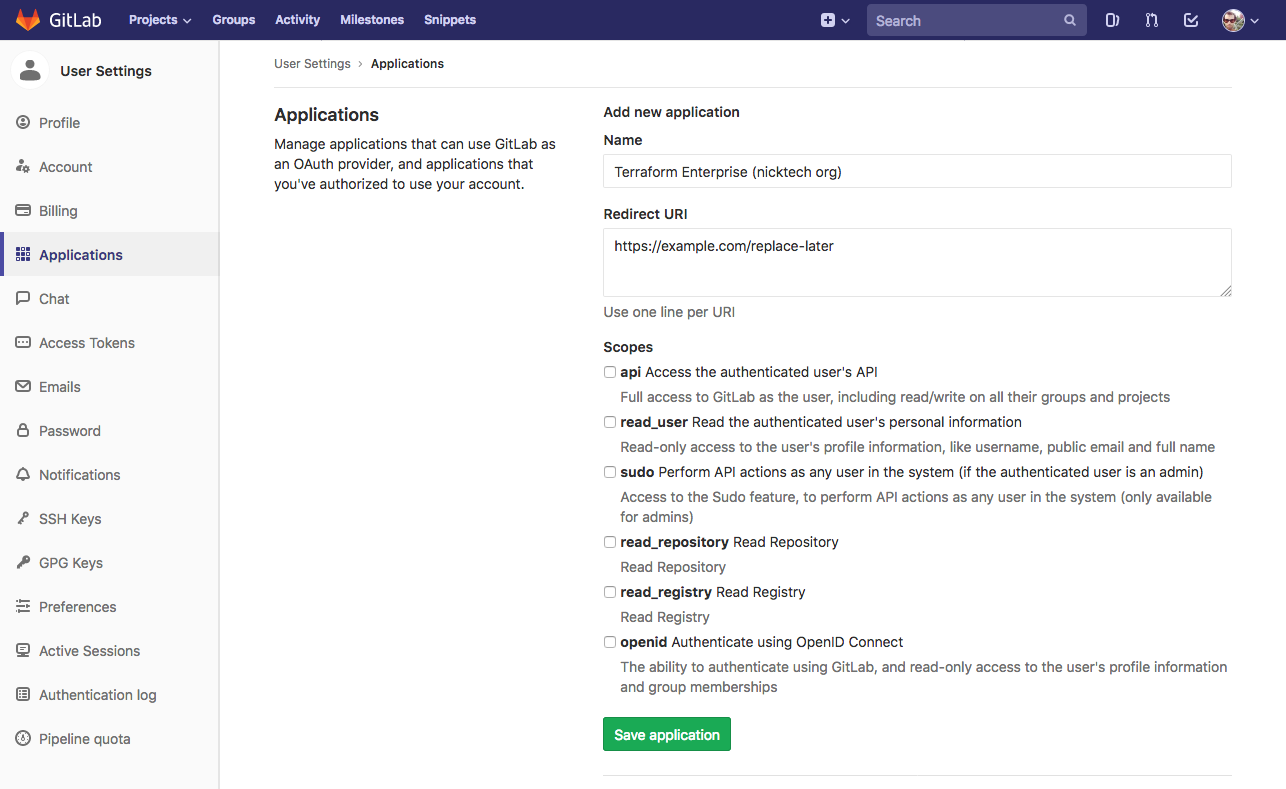 GitLab Projects Groups Activity Milestones Snippets Search
User Settings
Profile
Account
Billing
Applications
Chat
Access Tokens
Emails
Password
Notifications
SSH Keys
GPG Keys
Preferences
Active Sessions
Authentication log
Pipeline quota
User Settings › Applications
Applications
Manage applications that can use GitLab as
an OAuth provider, and applications that
you've authorized to use your account.
Add new application
Name
Terraform Enterprise (nicktech org)
Redirect URI
https://example.com/replace-later
Use one line per URI
Scopes
api Access the authenticated user's API
Full access to GitLab as the user, including read/write on all their groups and projects
read_user Read the authenticated user's personal information
Read-only access to the user's profile information, like username, public email and full name
sudo Perform API actions as any user in the system (if the authenticated user is an admin)
Access to the Sudo feature, to perform API actions as any user in the system (only available
for admins)
read_repository Read Repository
Read Repository
read_registry Read Registry
Read Registry
openid Authenticate using OpenID Connect
The ability to authenticate using GitLab, and read-only access to the user's profile information
and group memberships
Save application